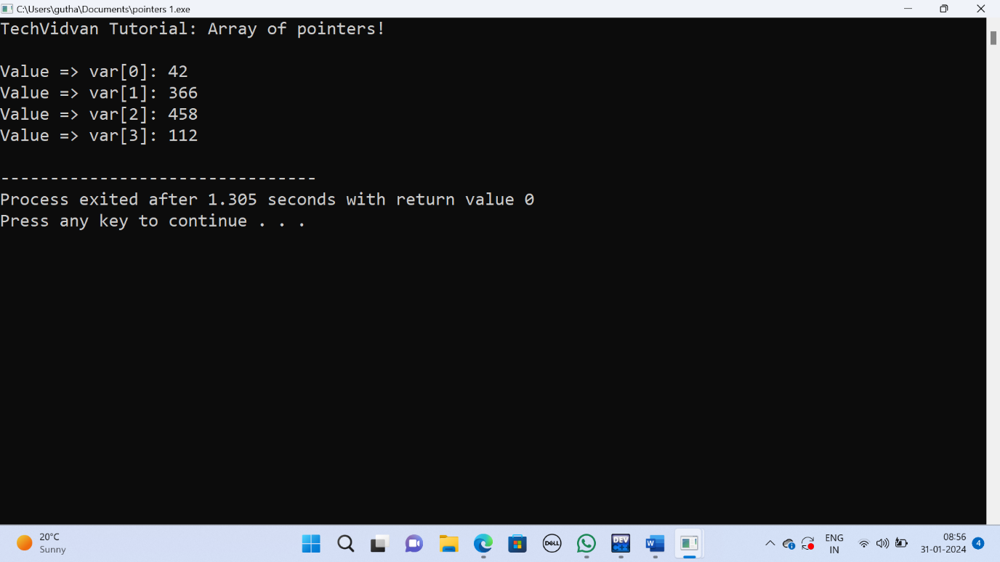 C:\Users\gutha\Documents\pointers 1.exe
TechVidvan Tutorial: Array of pointers!
Value => var[0]: 42
Value => var[1]: 366
Value => var[2]: 458
Value => var[3]: 112
--------------------------------
Process exited after 1.305 seconds with return value 0
Press any key to continue . . .
20°C
Sunny
DELL
DEV
W
ENG
IN
08:56
31-01-2024
4